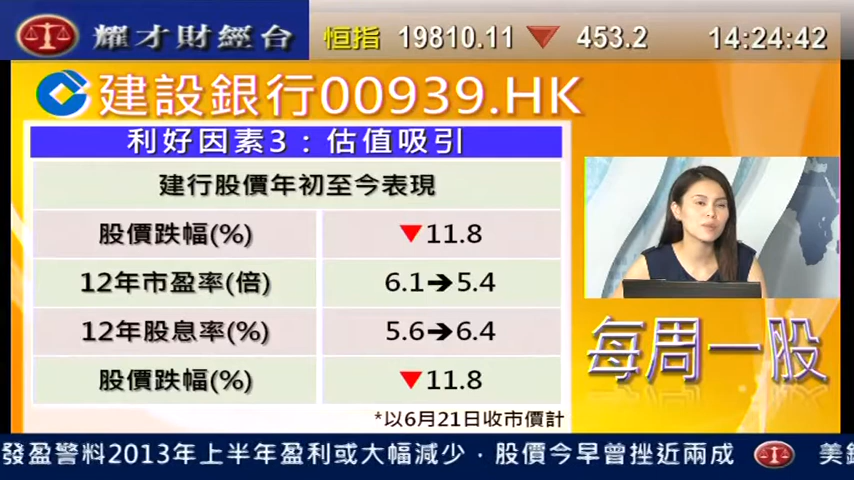 耀才財經台
恒指 19810.11 ▼ 453.2 14:24:42
建設銀行00939.HK
利好因素3：估值吸引
建行股價年初至今表現
股價跌幅(%) ▼11.8
12年市盈率(倍) 6.1➔5.4
12年股息率(%) 5.6➔6.4
股價跌幅(%) ▼11.8
*以6月21日收市價計
每周一股
發盈警料2013年上半年盈利或大幅減少．股價今早曾挫近兩成 美